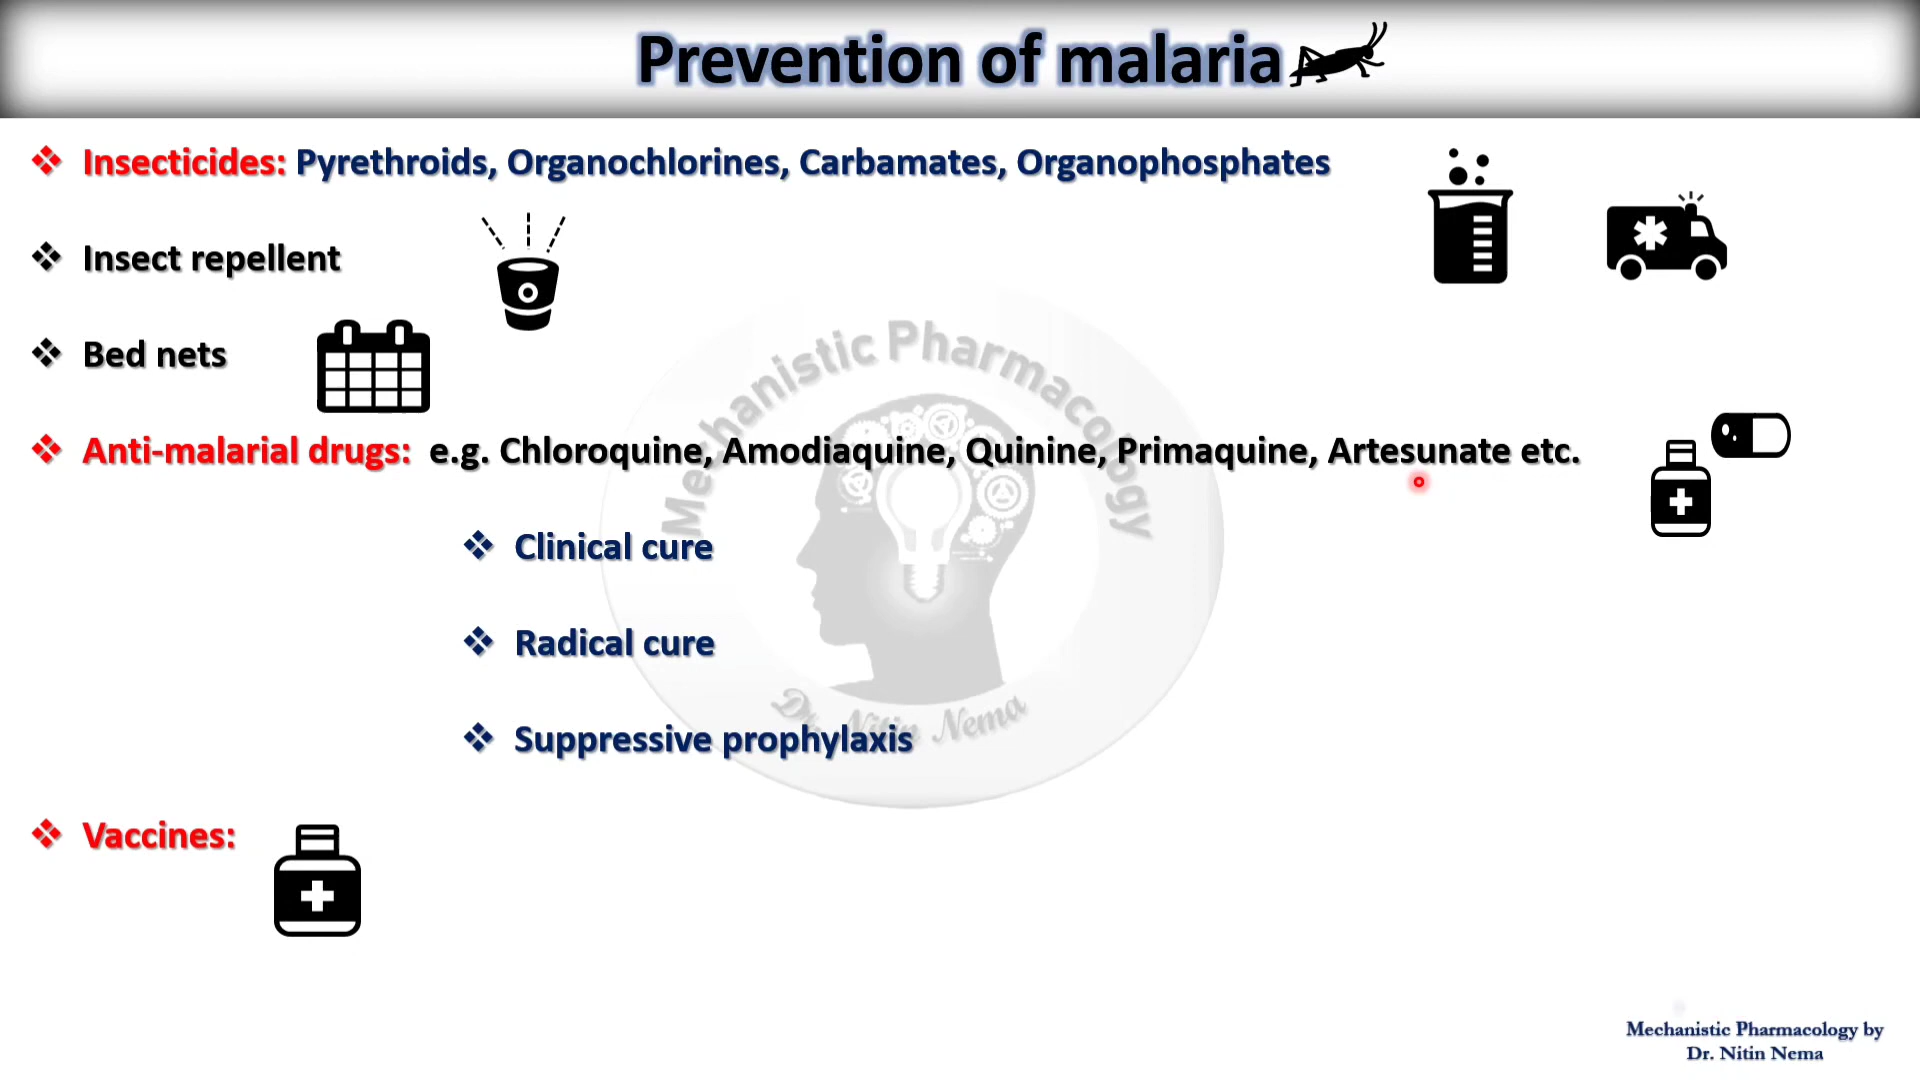 Prevention of malaria
Insecticides: Pyrethroids, Organochlorines, Carbamates, Organophosphates
Insect repellent
Bed nets
Anti-malarial drugs: e.g. Chloroquine, Amodiaquine, Quinine, Primaquine, Artesunate etc.
Clinical cure
Radical cure
Suppressive prophylaxis
Vaccines:
Mechanistic Pharmacology
Dr. Nitin Nema
Mechanistic Pharmacology by
Dr. Nitin Nema